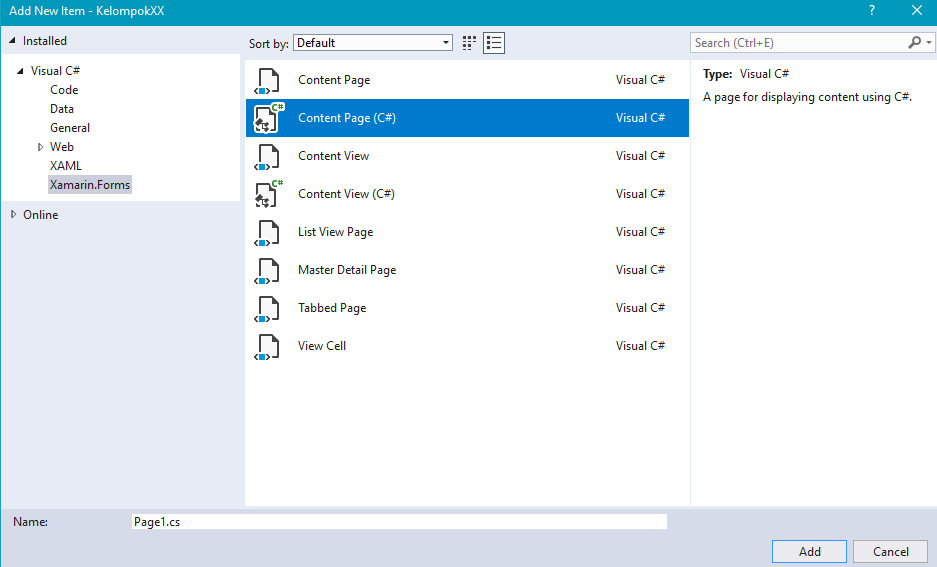 Add New Item - KelompokXX
?
Installed
Sort by: Default
Search (Ctrl+E)
Visual C#
Code
Data
General
Web
XAML
Xamarin.Forms
Online
Content Page Visual C#
C#
Content Page (C#) Visual C#
Content View Visual C#
C#
Content View (C#) Visual C#
List View Page Visual C#
Master Detail Page Visual C#
Tabbed Page Visual C#
View Cell Visual C#
Type: Visual C#
A page for displaying content using C#.
Name: Page1.cs
Add Cancel